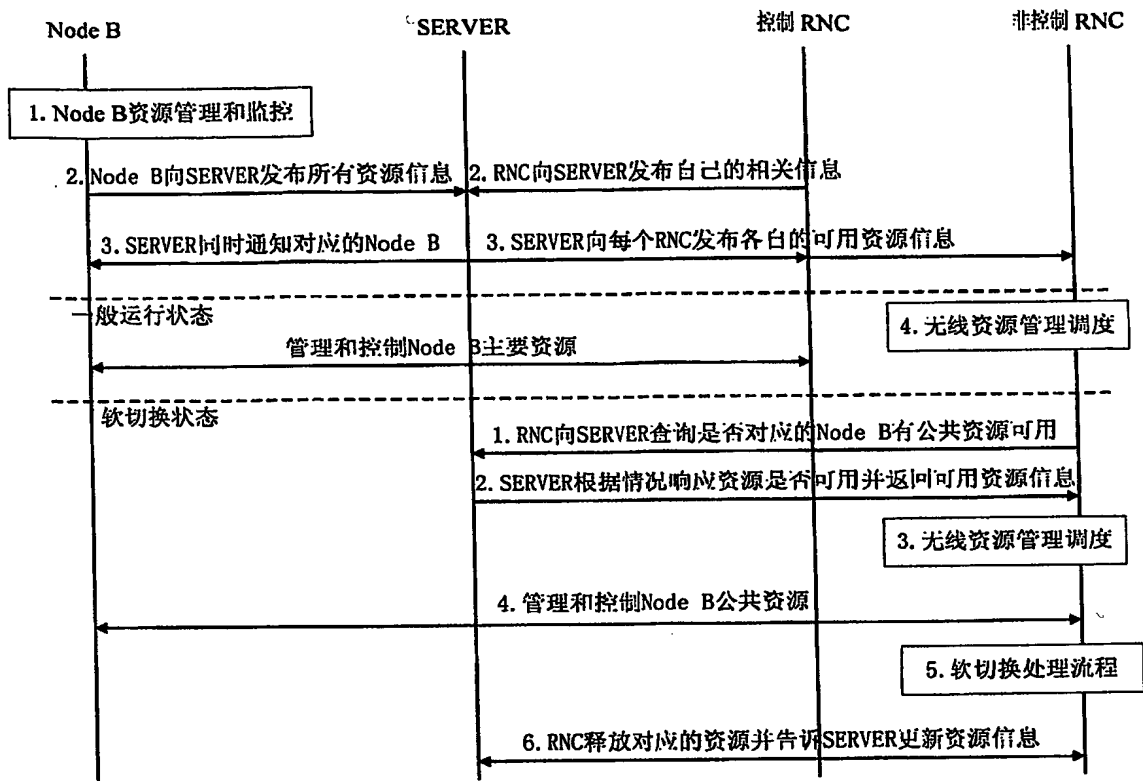 Node B
SERVER
控制 RNC
非控制 RNC
1. Node B资源管理和监控
2. Node B向SERVER发布所有资源信息
2. RNC向SERVER发布自己的相关信息
3. SERVER同时通知对应的Node B
3. SERVER向每个RNC发布各自的可用资源信息
一般运行状态
4. 无线资源管理调度
管理和控制Node B主要资源
软切换状态
1. RNC向SERVER查询是否对应的Node B有公共资源可用
2. SERVER根据情况响应资源是否可用并返回可用资源信息
3. 无线资源管理调度
4. 管理和控制Node B公共资源
5. 软切换处理流程
6. RNC释放对应的资源并告诉SERVER更新资源信息